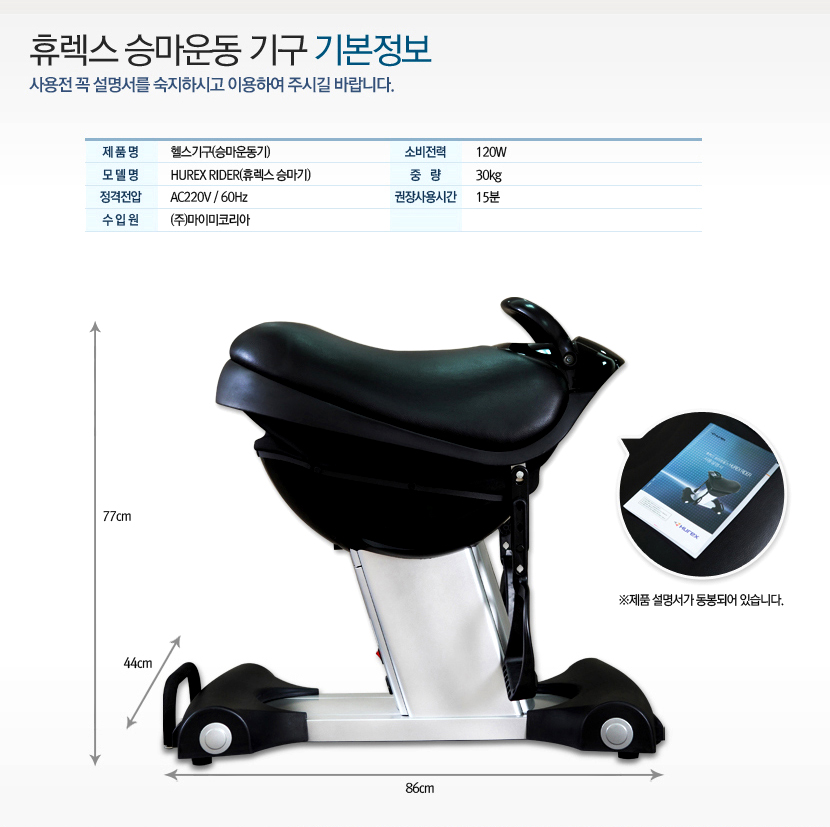 휴렉스 승마운동 기구 기본정보
사용전 꼭 설명서를 숙지하시고 이용하여 주시길 바랍니다.
제 품 명 헬스기구(승마운동기) 소비전력 120W
모 델 명 HUREX RIDER(휴렉스 승마기) 중 량 30kg
정격전압 AC220V / 60Hz 권장사용시간 15분
수 입 원 (주)마이미코리아
77cm
HUREX
※제품 설명서가 동봉되어 있습니다.
44cm
86cm